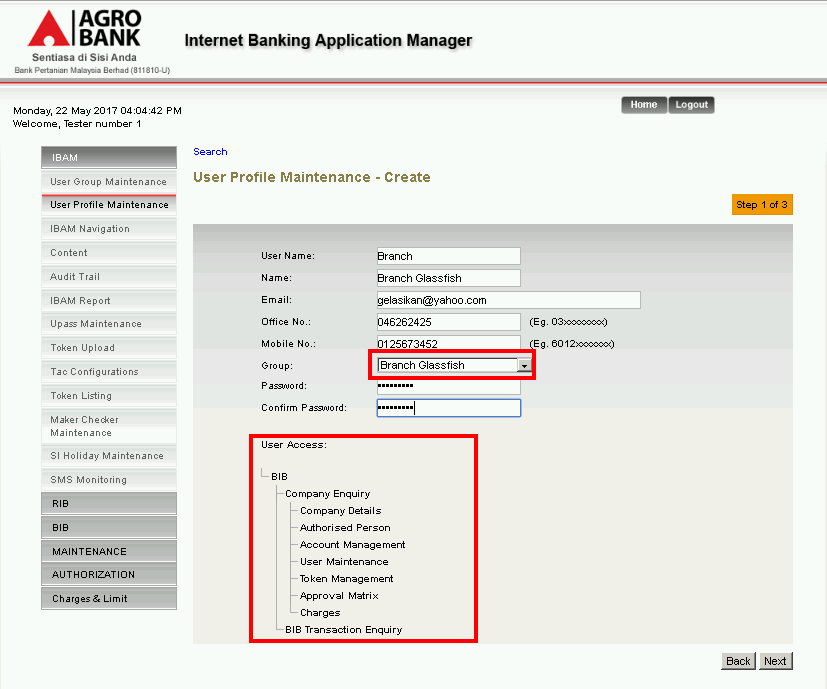 AGRO
BANK
Sentiasa di Sisi Anda
Bank Pertanian Malaysia Berhad (811810-U)
Internet Banking Application Manager
Monday, 22 May 2017 04:04:42 PM
Welcome, Tester number 1
Home
Logout
IBAM
User Group Maintenance
User Profile Maintenance
IBAM Navigation
Content
Audit Trail
IBAM Report
Upass Maintenance
Token Upload
Tac Configurations
Token Listing
Maker Checker
Maintenance
SI Holiday Maintenance
SMS Monitoring
RIB
BIB
MAINTENANCE
AUTHORIZATION
Charges & Limit
Search
User Profile Maintenance - Create
Step 1 of 3
User Name: Branch
Name: Branch Glassfish
Email: gelasikan@yahoo.com
Office No.: 046262425 (Eg. 03xxxxxxxx)
Mobile No.: 0125673452 (Eg. 6012xxxxxxx)
Group: Branch Glassfish
Password: •••••••••
Confirm Password: •••••••••
User Access:
BIB
Company Enquiry
Company Details
Authorised Person
Account Management
User Maintenance
Token Management
Approval Matrix
Charges
BIB Transaction Enquiry
Back
Next